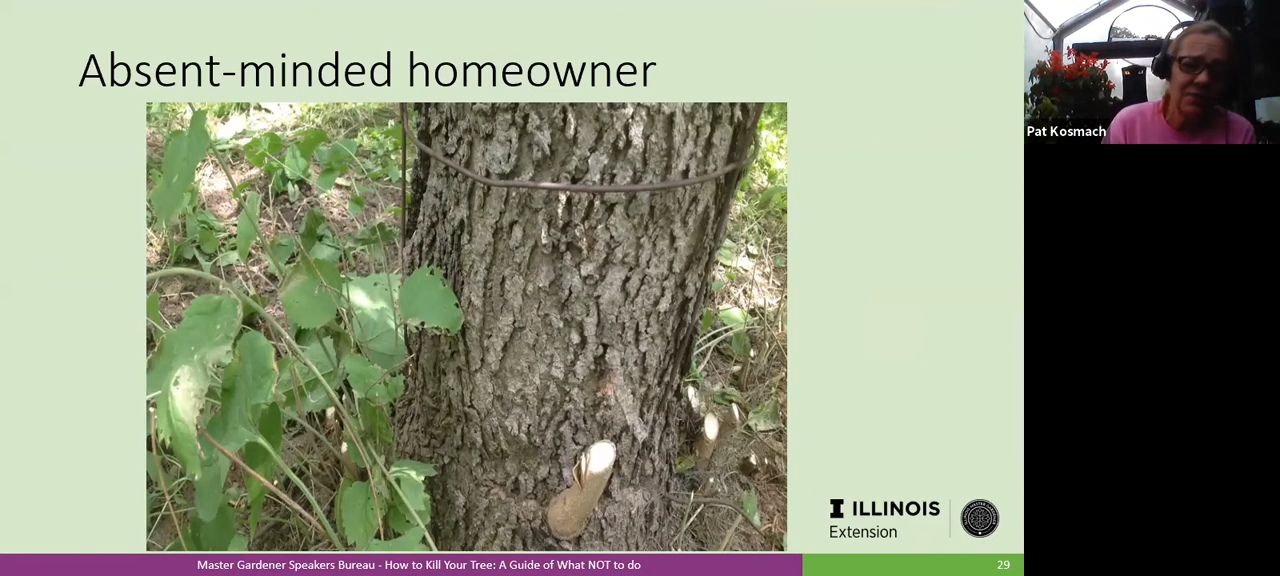 Absent-minded homeowner
Pat Kosmach
ILLINOIS
Extension
Master Gardener Speakers Bureau - How to Kill Your Tree: A Guide of What NOT to do
29